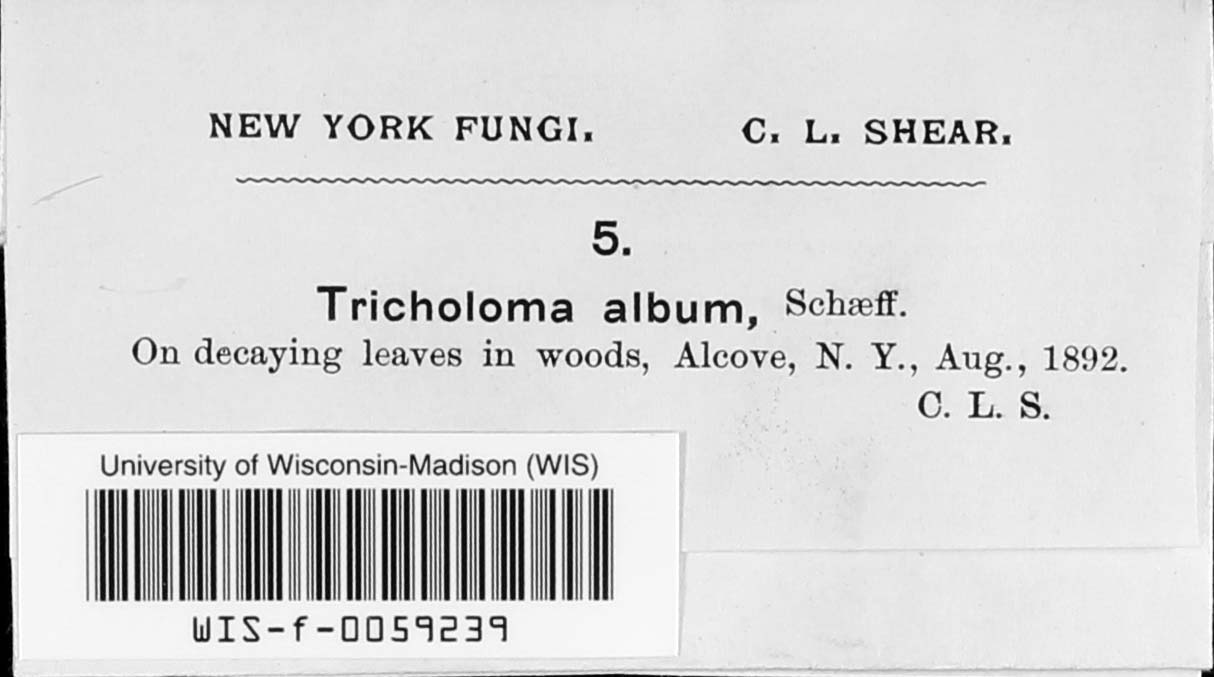 NEW YORK FUNGI. C. L. SHEAR.
5.
Tricholoma album, Schæff.
On decaying leaves in woods, Alcove, N. Y., Aug., 1892.
C. L. S.
University of Wisconsin-Madison (WIS)
WIS-f-0059239